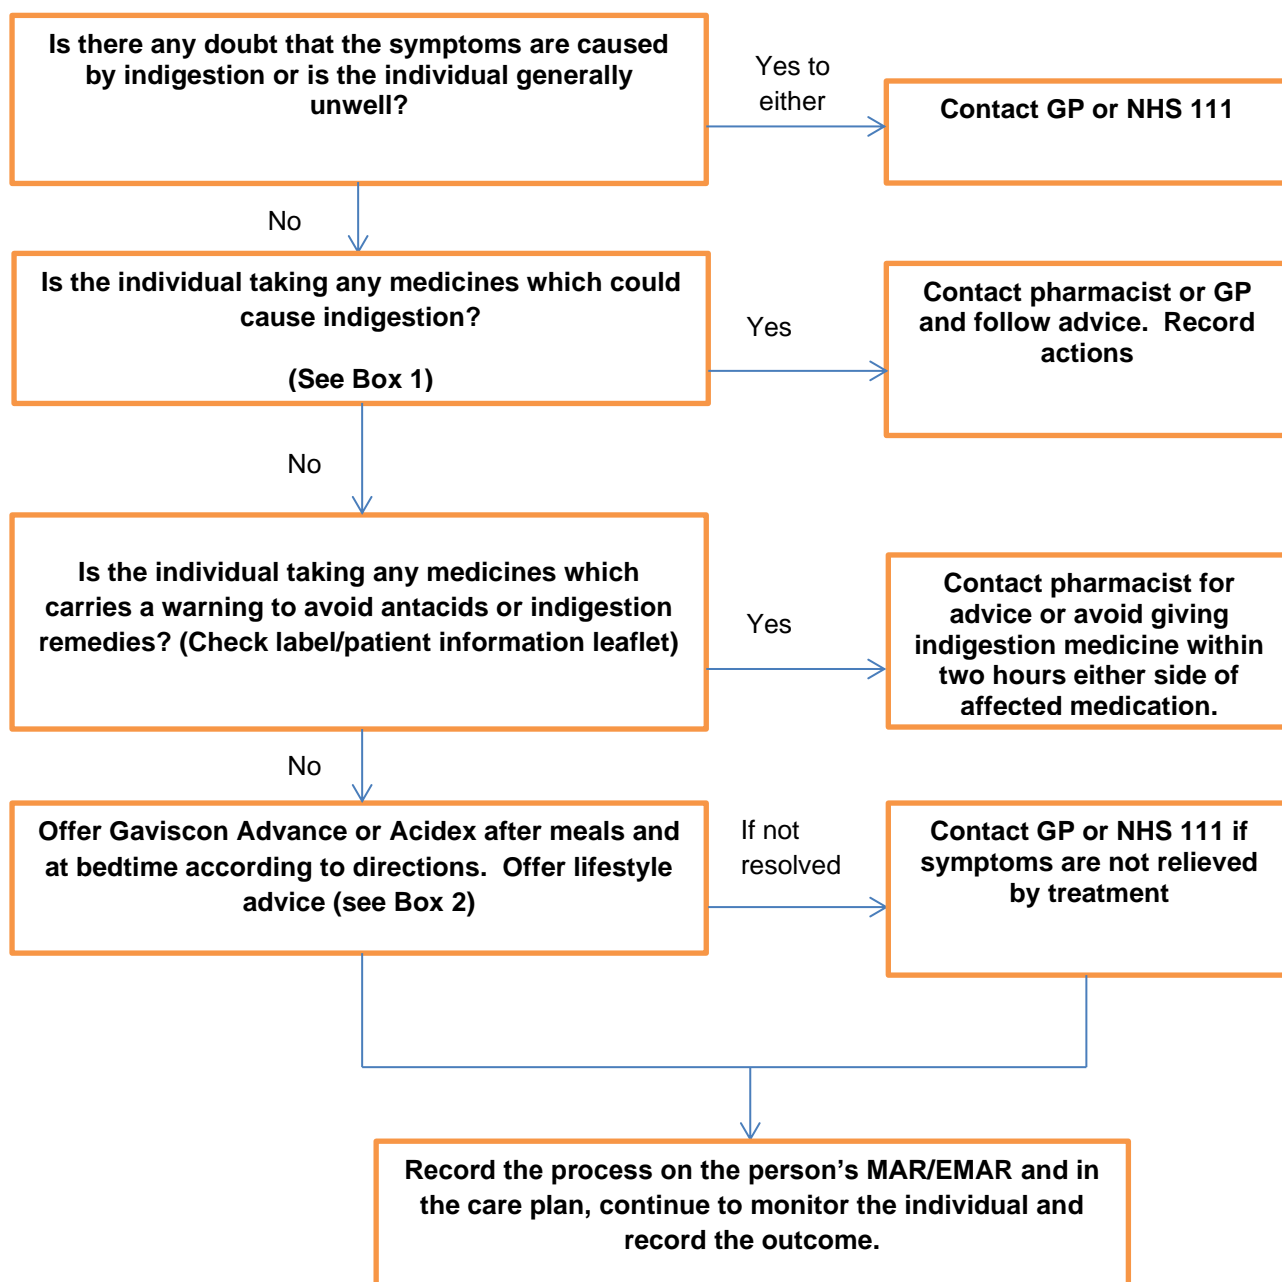 Is there any doubt that the symptoms are caused
by indigestion or is the individual generally
unwell?
Yes to
either
Contact GP or NHS 111
No
Is the individual taking any medicines which could
cause indigestion?
(See Box 1)
Yes
Contact pharmacist or GP
and follow advice.  Record
actions
No
Is the individual taking any medicines which
carries a warning to avoid antacids or indigestion
remedies? (Check label/patient information leaflet)
Yes
Contact pharmacist for
advice or avoid giving
indigestion medicine within
two hours either side of
affected medication.
No
Offer Gaviscon Advance or Acidex after meals and
at bedtime according to directions.  Offer lifestyle
advice (see Box 2)
If not
resolved
Contact GP or NHS 111 if
symptoms are not relieved
by treatment
Record the process on the person’s MAR/EMAR and in
the care plan, continue to monitor the individual and
record the outcome.